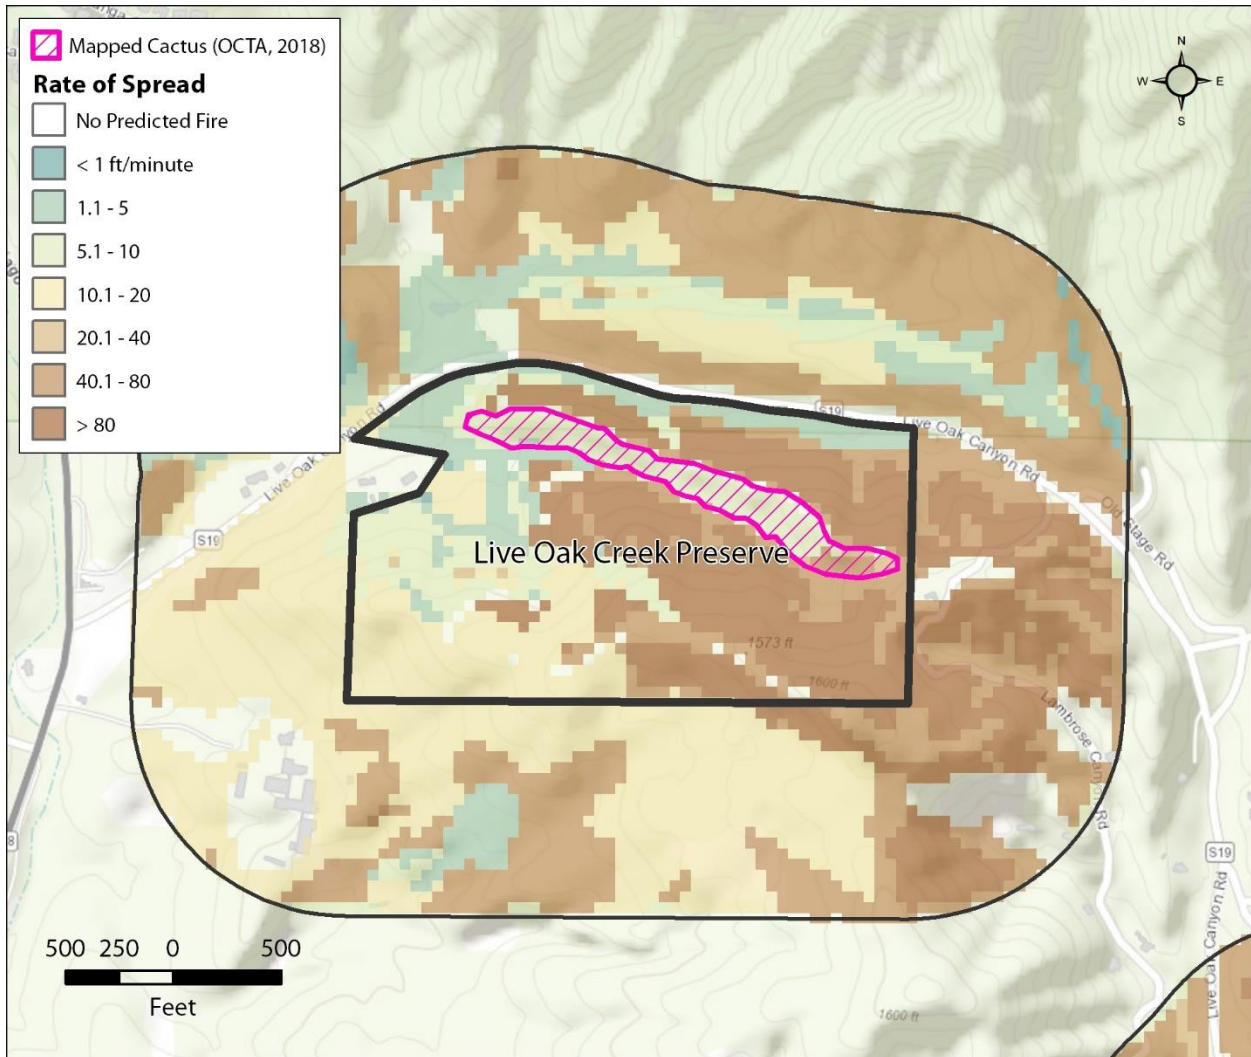 Mapped Cactus (OCTA, 2018)
Rate of Spread
No Predicted Fire
< 1 ft/minute
1.1 - 5
5.1 - 10
10.1 - 20
20.1 - 40
40.1 - 80
> 80
N
W
E
S
S19
Live Oak Canyon Rd
Old Stage Rd
Live Oak
S19
Live Oak Creek Preserve
1573 ft
1600 ft
Lambrose Canyon Rd
S19
Live Oak Canyon Rd
500 250 0 500
Feet
1600 ft